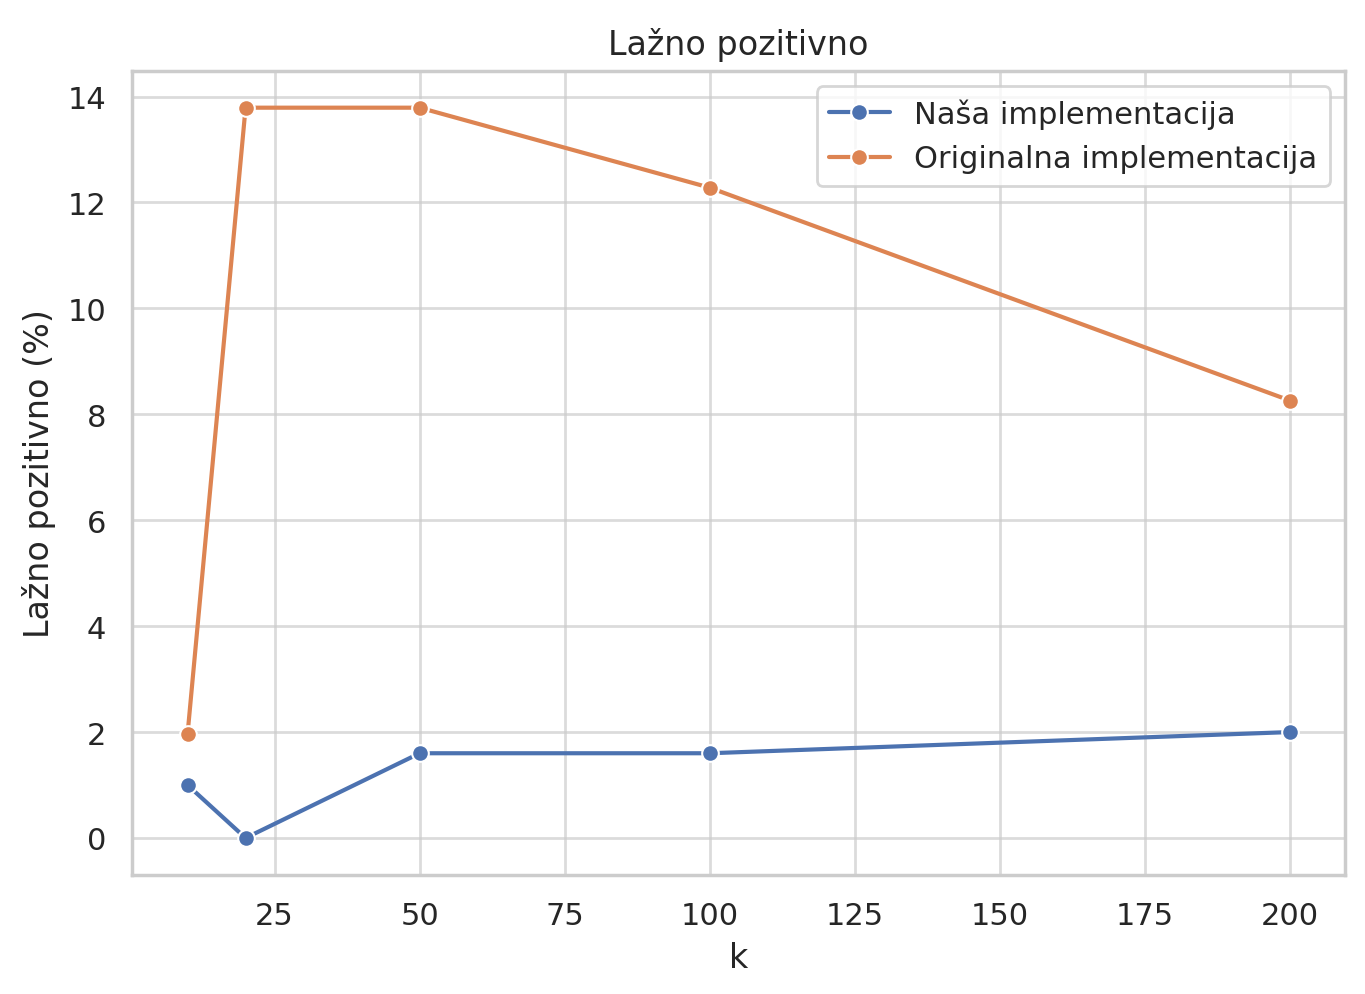 Lažno pozitivno
Naša implementacija
Originalna implementacija
Lažno pozitivno (%)
14
12
10
8
6
4
2
0
25 50 75 100 125 150 175 200
k